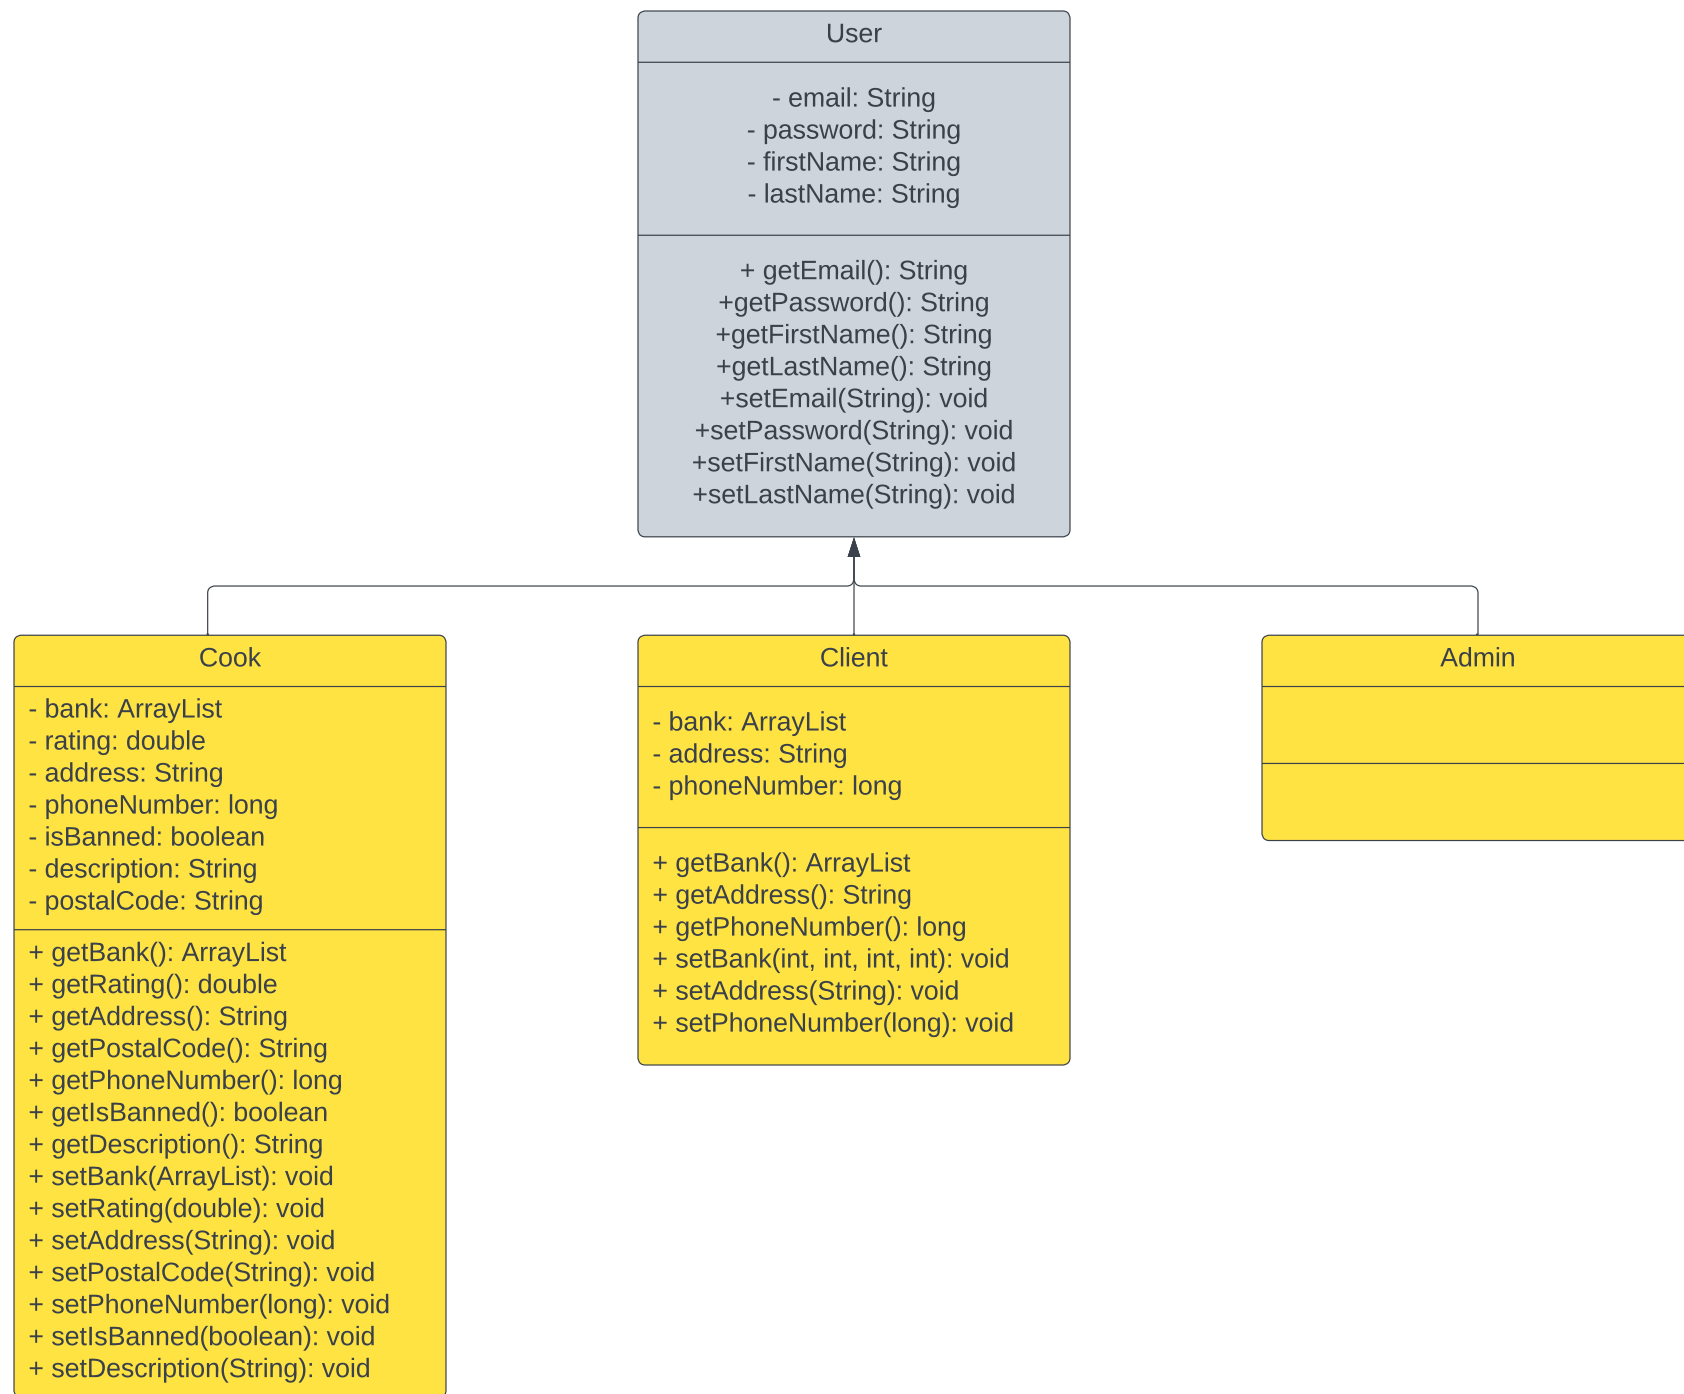 User
- email: String
- password: String
- firstName: String
- lastName: String
+ getEmail(): String
+getPassword(): String
+getFirstName(): String
+getLastName(): String
+setEmail(String): void
+setPassword(String): void
+setFirstName(String): void
+setLastName(String): void
Cook
- bank: ArrayList
- rating: double
- address: String
- phoneNumber: long
- isBanned: boolean
- description: String
- postalCode: String
+ getBank(): ArrayList
+ getRating(): double
+ getAddress(): String
+ getPostalCode(): String
+ getPhoneNumber(): long
+ getIsBanned(): boolean
+ getDescription(): String
+ setBank(ArrayList): void
+ setRating(double): void
+ setAddress(String): void
+ setPostalCode(String): void
+ setPhoneNumber(long): void
+ setIsBanned(boolean): void
+ setDescription(String): void
Client
- bank: ArrayList
- address: String
- phoneNumber: long
+ getBank(): ArrayList
+ getAddress(): String
+ getPhoneNumber(): long
+ setBank(int, int, int, int): void
+ setAddress(String): void
+ setPhoneNumber(long): void
Admin